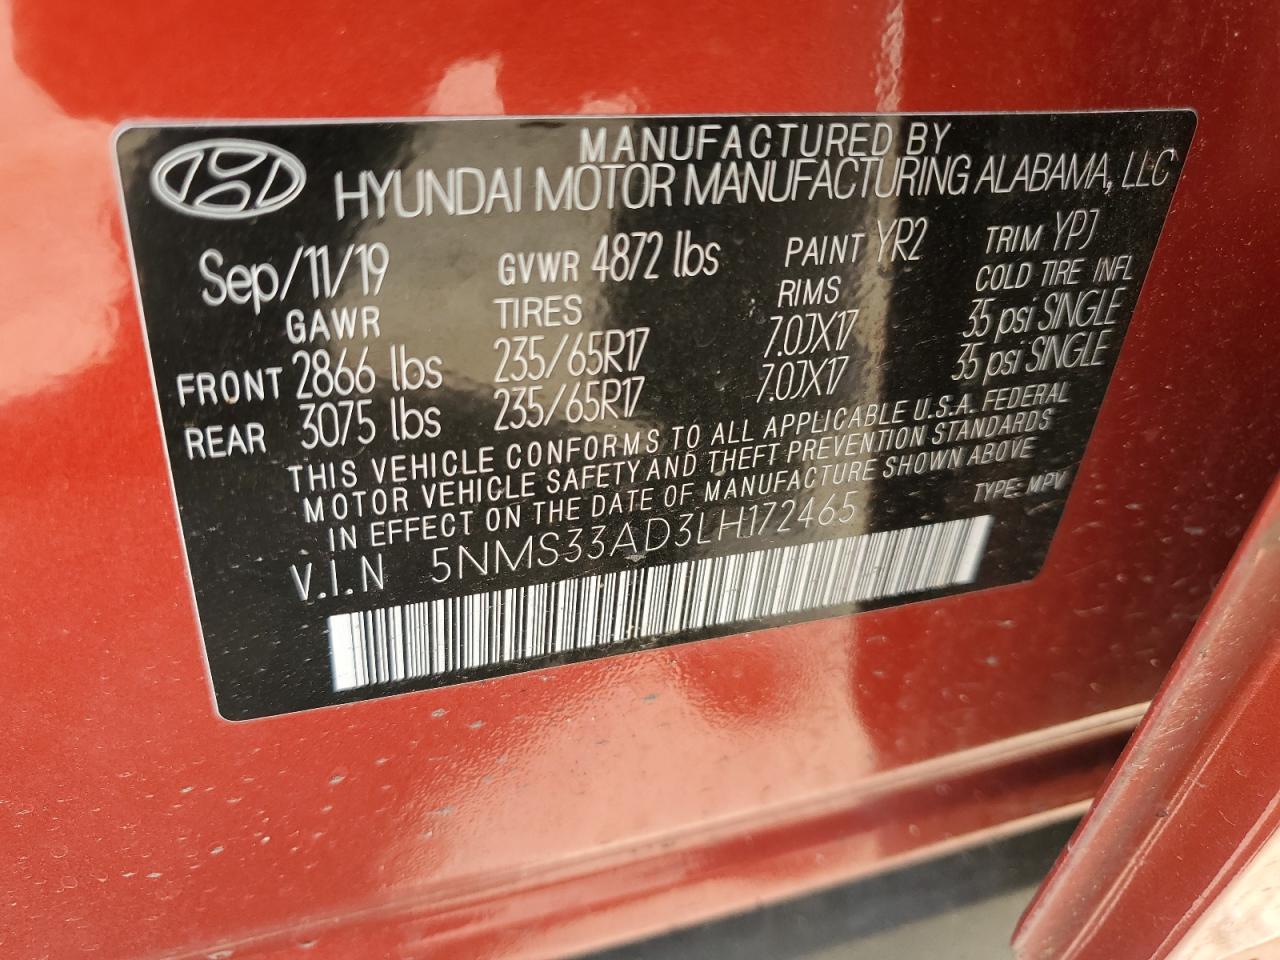 MANUFACTURED BY
HYUNDAI MOTOR MANUFACTURING ALABAMA, LLC
Sep/11/19 GVWR 4872 lbs PAINT YR2 TRIM YPJ
GAWR TIRES RIMS COLD TIRE INFL
FRONT 2866 lbs 235/65R17 7.0JX17 35 psi SINGLE
REAR 3075 lbs 235/65R17 7.0JX17 35 psi SINGLE
THIS VEHICLE CONFORMS TO ALL APPLICABLE U.S.A. FEDERAL
MOTOR VEHICLE SAFETY AND THEFT PREVENTION STANDARDS
IN EFFECT ON THE DATE OF MANUFACTURE SHOWN ABOVE
V.I.N 5NMS33AD3LH172465 TYPE: MPV